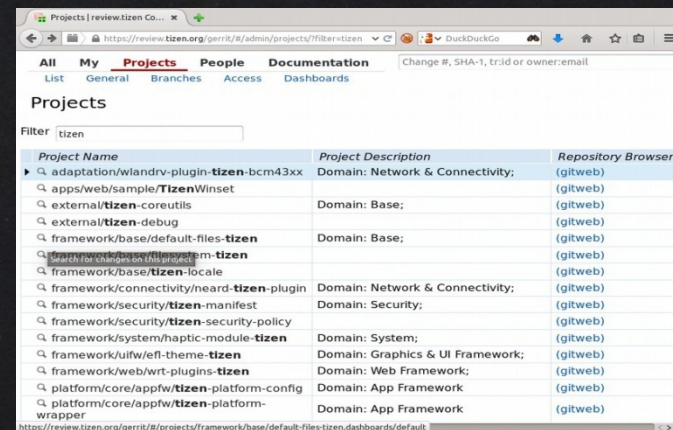 Projects | review.tizen Co... ×
https://review.tizen.org/gerrit/#/admin/projects/?filter=tizen DuckDuckGo
All My Projects People Documentation Change #, SHA-1, tr:id or owner:email
List General Branches Access Dashboards
Projects
Filter tizen
Project Name Project Description Repository Browser
adaptation/wlandrv-plugin-tizen-bcm43xx Domain: Network & Connectivity; (gitweb)
apps/web/sample/TizenWinset (gitweb)
external/tizen-coreutils Domain: Base; (gitweb)
external/tizen-debug (gitweb)
framework/base/default-files-tizen Domain: Base; (gitweb)
framework/base/filesystem-tizen (gitweb)
Search for changes on this project
framework/base/tizen-locale (gitweb)
framework/connectivity/neard-tizen-plugin Domain: Network & Connectivity; (gitweb)
framework/security/tizen-manifest Domain: Security; (gitweb)
framework/security/tizen-security-policy (gitweb)
framework/system/haptic-module-tizen Domain: System; (gitweb)
framework/uifw/efl-theme-tizen Domain: Graphics & UI Framework; (gitweb)
framework/web/wrt-plugins-tizen Domain: Web Framework; (gitweb)
platform/core/appfw/tizen-platform-config Domain: App Framework (gitweb)
platform/core/appfw/tizen-platform-
wrapper Domain: App Framework (gitweb)
https://review.tizen.org/gerrit/#/projects/framework/base/default-files-tizen,dashboards/default